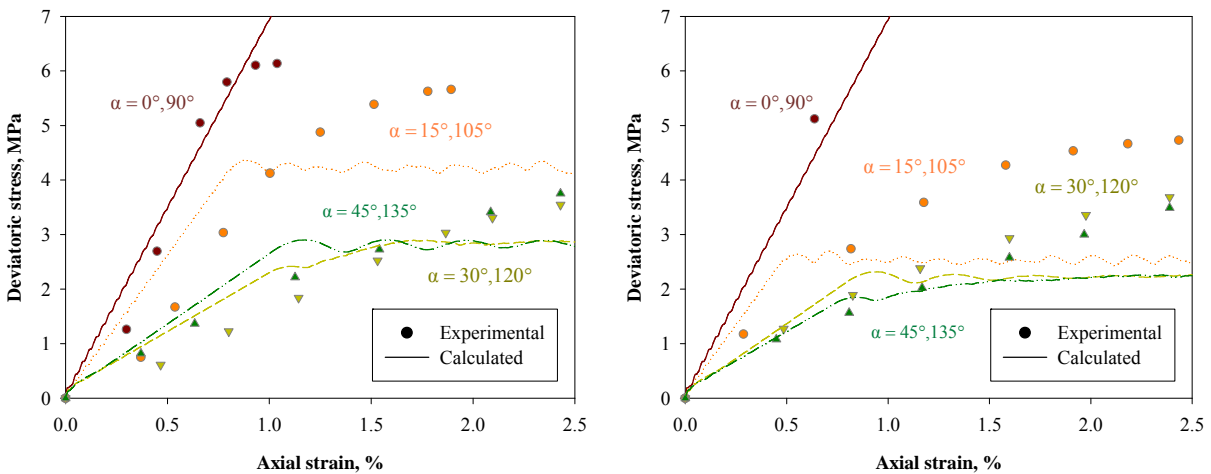 7
6
5
4
3
2
1
0
Deviatoric stress, MPa
α = 0°,90°
α = 15°,105°
α = 45°,135°
α = 30°,120°
Experimental
Calculated
0.0 0.5 1.0 1.5 2.0 2.5
Axial strain, %
7
6
5
4
3
2
1
0
Deviatoric stress, MPa
α = 0°,90°
α = 15°,105°
α = 30°,120°
α = 45°,135°
Experimental
Calculated
0.0 0.5 1.0 1.5 2.0 2.5
Axial strain, %